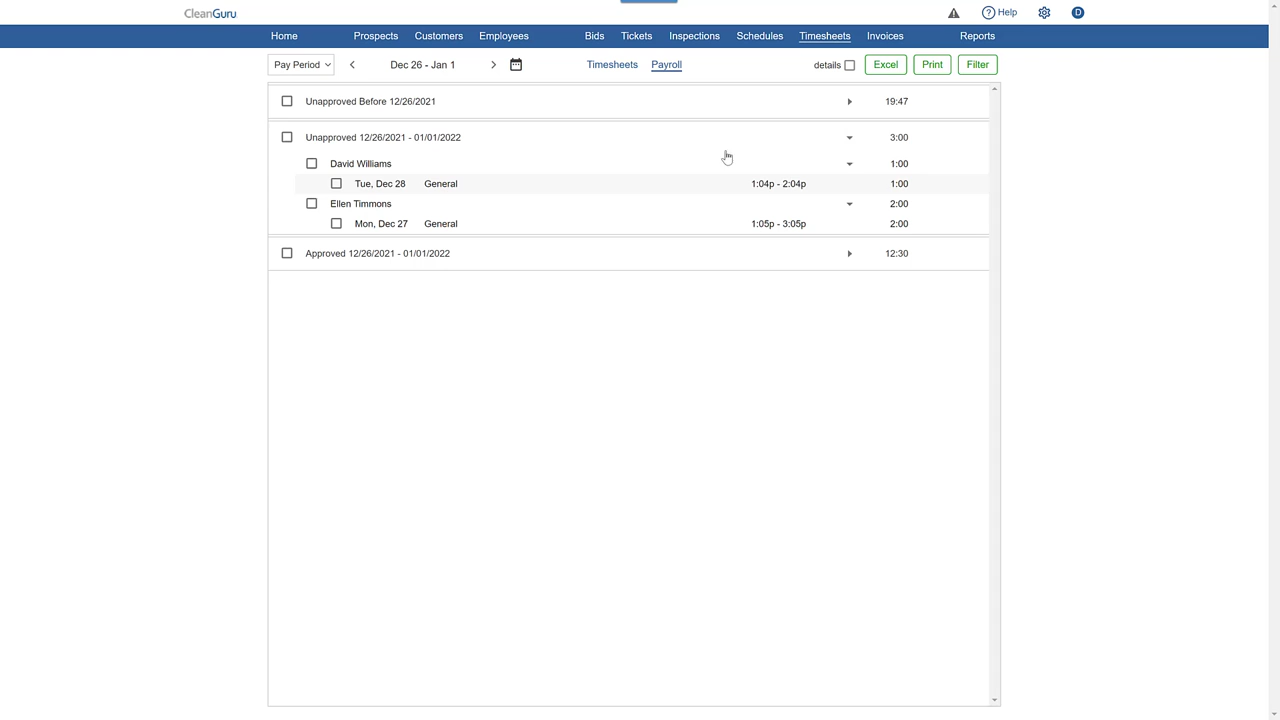 CleanGuru
Help
D
Home Prospects Customers Employees Bids Tickets Inspections Schedules Timesheets Invoices Reports
Pay Period Dec 26 - Jan 1 Timesheets Payroll details Excel Print Filter
Unapproved Before 12/26/2021 19:47
Unapproved 12/26/2021 - 01/01/2022 3:00
David Williams 1:00
Tue, Dec 28 General 1:04p - 2:04p 1:00
Ellen Timmons 2:00
Mon, Dec 27 General 1:05p - 3:05p 2:00
Approved 12/26/2021 - 01/01/2022 12:30